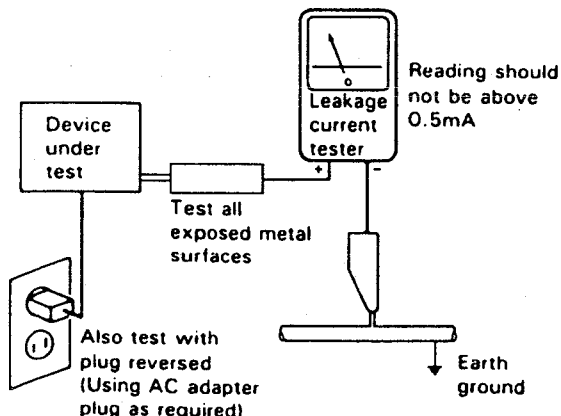 Device
under
test
Leakage
current
tester
+ −
Reading should
not be above
0.5mA
Test all
exposed metal
surfaces
Also test with
plug reversed
(Using AC adapter
plug as required)
Earth
ground